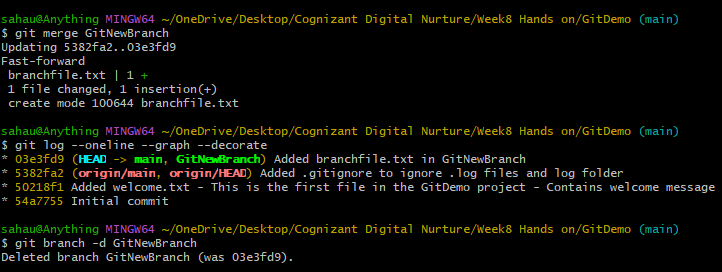 sahau@Anything MINGW64 ~/OneDrive/Desktop/Cognizant Digital Nurture/Week8 Hands on/GitDemo (main)
$ git merge GitNewBranch
Updating 5382fa2..03e3fd9
Fast-forward
 branchfile.txt | 1 +
 1 file changed, 1 insertion(+)
 create mode 100644 branchfile.txt
sahau@Anything MINGW64 ~/OneDrive/Desktop/Cognizant Digital Nurture/Week8 Hands on/GitDemo (main)
$ git log --oneline --graph --decorate
* 03e3fd9 (HEAD -> main, GitNewBranch) Added branchfile.txt in GitNewBranch
* 5382fa2 (origin/main, origin/HEAD) Added .gitignore to ignore .log files and log folder
* 50218f1 Added welcome.txt - This is the first file in the GitDemo project - Contains welcome message
* 54a7755 Initial commit
sahau@Anything MINGW64 ~/OneDrive/Desktop/Cognizant Digital Nurture/Week8 Hands on/GitDemo (main)
$ git branch -d GitNewBranch
Deleted branch GitNewBranch (was 03e3fd9).